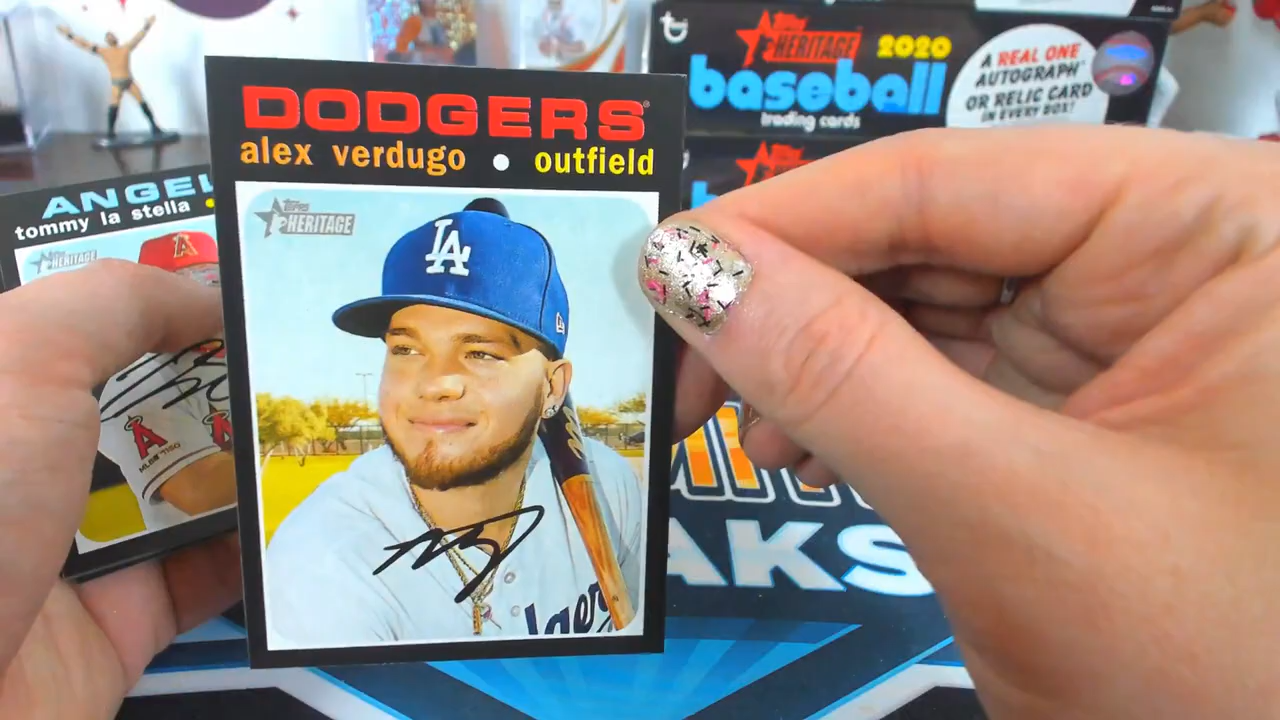 DODGERS
alex verdugo • outfield
Topps HERITAGE
LA
ANGEL
tommy la stella
Topps HERITAGE
A
A
Topps HERITAGE 2020
baseball
trading cards
A REAL ONE
AUTOGRAPH
OR RELIC CARD
IN EVERY BOX!
AKS